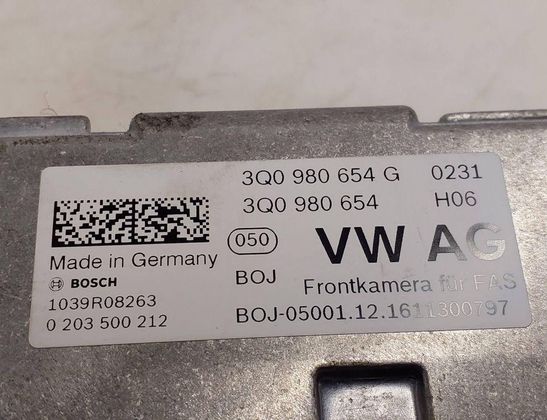 3Q0 980 654 G 0231
3Q0 980 654 H06
050 VW AG
Made in Germany
BOSCH BOJ Frontkamera für FAS
1039R08263
0 203 500 212 BOJ-05001.12.1611300797